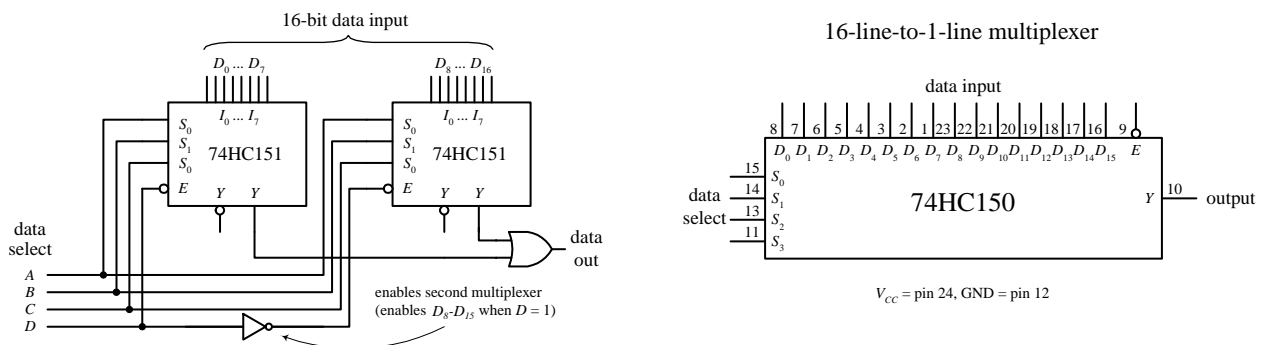 16-bit data input
D₀ ... D₇
D₈ ... D₁₆
I₀ ... I₇
I₀ ... I₇
S₀
S₁
S₀
E
74HC151
Y
Y
S₀
S₁
S₀
E
74HC151
Y
Y
data
select
A
B
C
D
data
out
enables second multiplexer
(enables D₈-D₁₅ when D = 1)
16-line-to-1-line multiplexer
data input
8 7 6 5 4 3 2 1 23 22 21 20 19 18 17 16 9
D₀ D₁ D₂ D₃ D₄ D₅ D₆ D₇ D₈ D₉ D₁₀ D₁₁ D₁₂ D₁₃ D₁₄ D₁₅ E
data
select
15
14
13
11
S₀
S₁
S₂
S₃
74HC150
Y
10
output
V_CC = pin 24, GND = pin 12